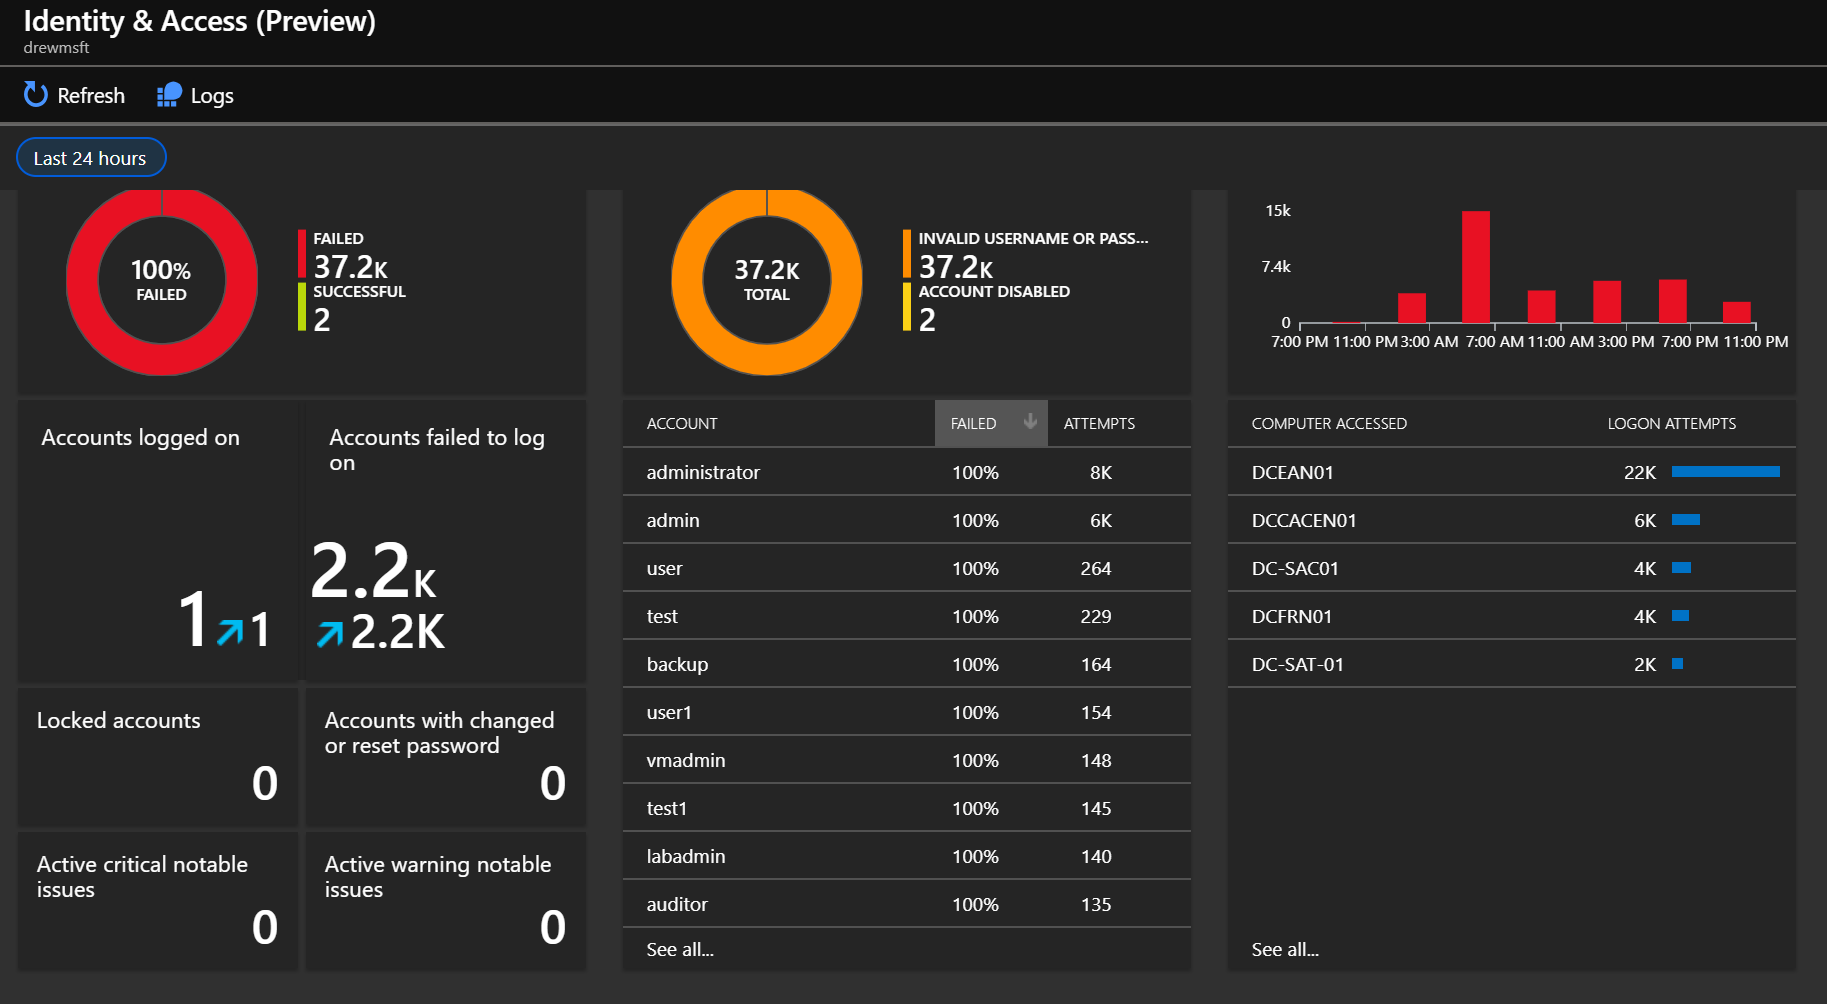 Identity & Access (Preview)
drewmsft
Refresh Logs
Last 24 hours
100%
FAILED
FAILED
37.2K
SUCCESSFUL
2
37.2K
TOTAL
INVALID USERNAME OR PASS...
37.2K
ACCOUNT DISABLED
2
15k
7.4k
0
7:00 PM 11:00 PM 3:00 AM 7:00 AM 11:00 AM 3:00 PM 7:00 PM 11:00 PM
Accounts logged on
1 1
Accounts failed to log
on
2.2K
2.2K
Locked accounts
0
Accounts with changed
or reset password
0
Active critical notable
issues
0
Active warning notable
issues
0
ACCOUNT FAILED ATTEMPTS
administrator 100% 8K
admin 100% 6K
user 100% 264
test 100% 229
backup 100% 164
user1 100% 154
vmadmin 100% 148
test1 100% 145
labadmin 100% 140
auditor 100% 135
See all...
COMPUTER ACCESSED LOGON ATTEMPTS
DCEAN01 22K
DCCACEN01 6K
DC-SAC01 4K
DCFRN01 4K
DC-SAT-01 2K
See all...